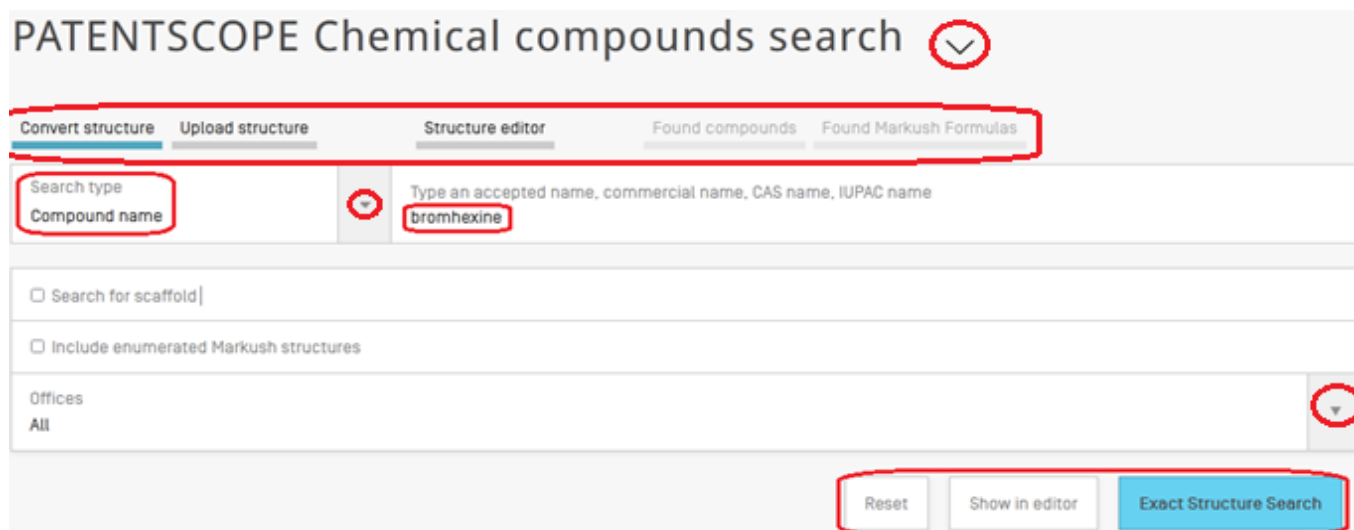 PATENTSCOPE Chemical compounds search
Convert structure Upload structure Structure editor Found compounds Found Markush Formulas
Search type
Compound name
Type an accepted name, commercial name, CAS name, IUPAC name
bromhexine
Search for scaffold
Include enumerated Markush structures
Offices
All
Reset Show in editor Exact Structure Search